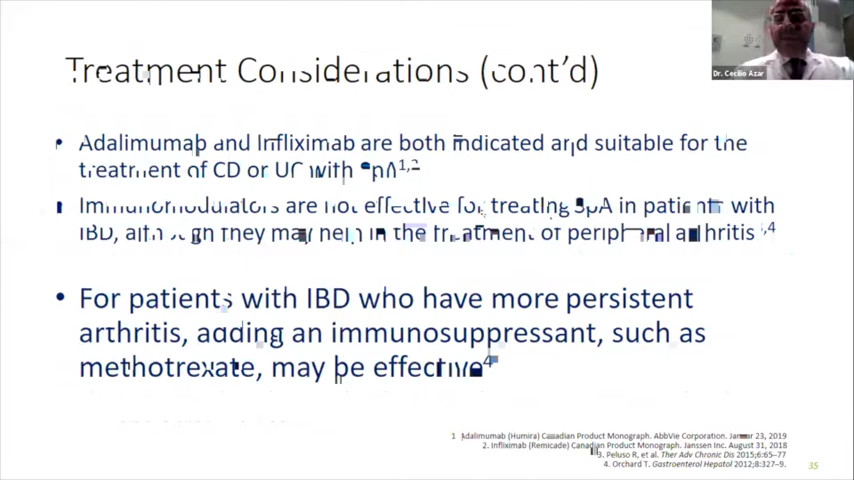 Dr. Cecilio Azar
Treatment Considerations (cont'd)
• Adalimumab and Infliximab are both indicated and suitable for the
treatment of CD or UC with SpA1,2
Immunomodulators are not effective for treating SpA in patients with
IBD, although they may help in the treatment of peripheral arthritis 3,4
• For patients with IBD who have more persistent
arthritis, adding an immunosuppressant, such as
methotrexate, may be effective4
1 Adalimumab (Humira) Canadian Product Monograph. AbbVie Corporation. 23, 2019
2. Infliximab (Remicade) Canadian Product Monograph. Janssen Inc. August 31, 2018
3. Peluso R, et al. Ther Adv Chronic Dis 2015;6:65–77
4. Orchard T. Gastroenterol Hepatol 2012;8:327–9.
35